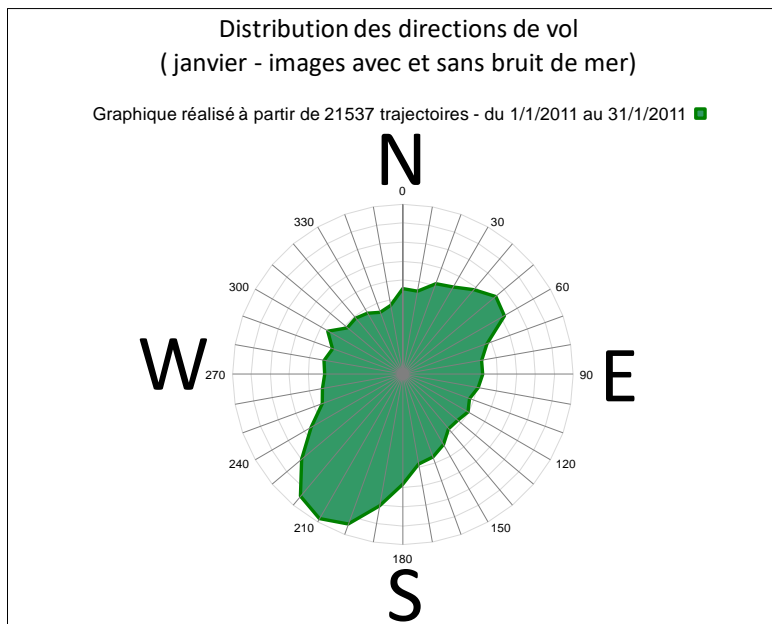 Distribution des directions de vol
( janvier - images avec et sans bruit de mer)
Graphique réalisé à partir de 21537 trajectoires - du 1/1/2011 au 31/1/2011
N
0
330
30
300
60
W
270
90
E
240
120
210
150
180
S